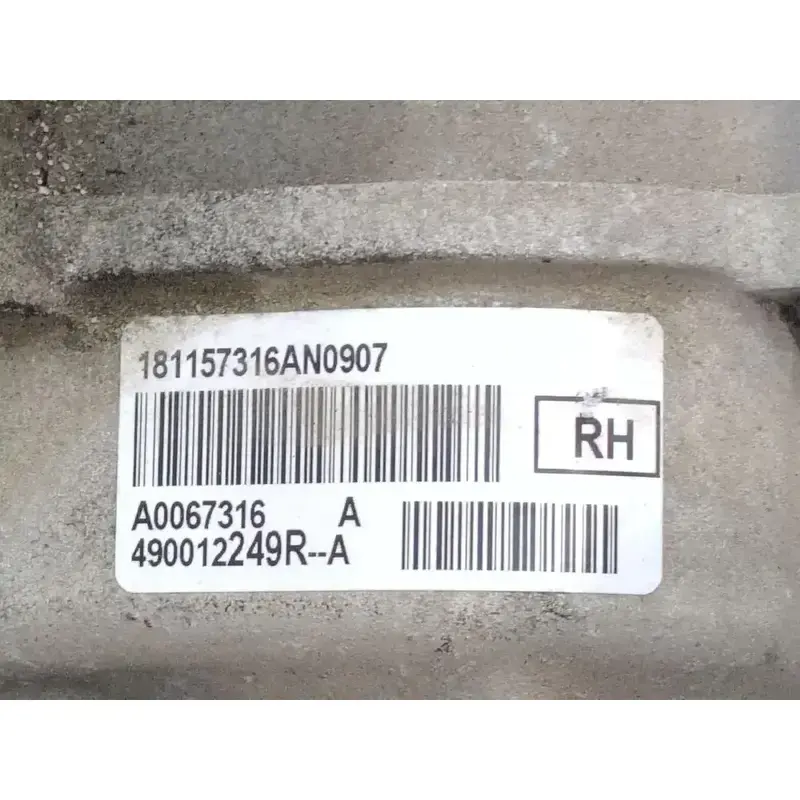 181157316AN0907
RH
A0067316 A
490012249R--A